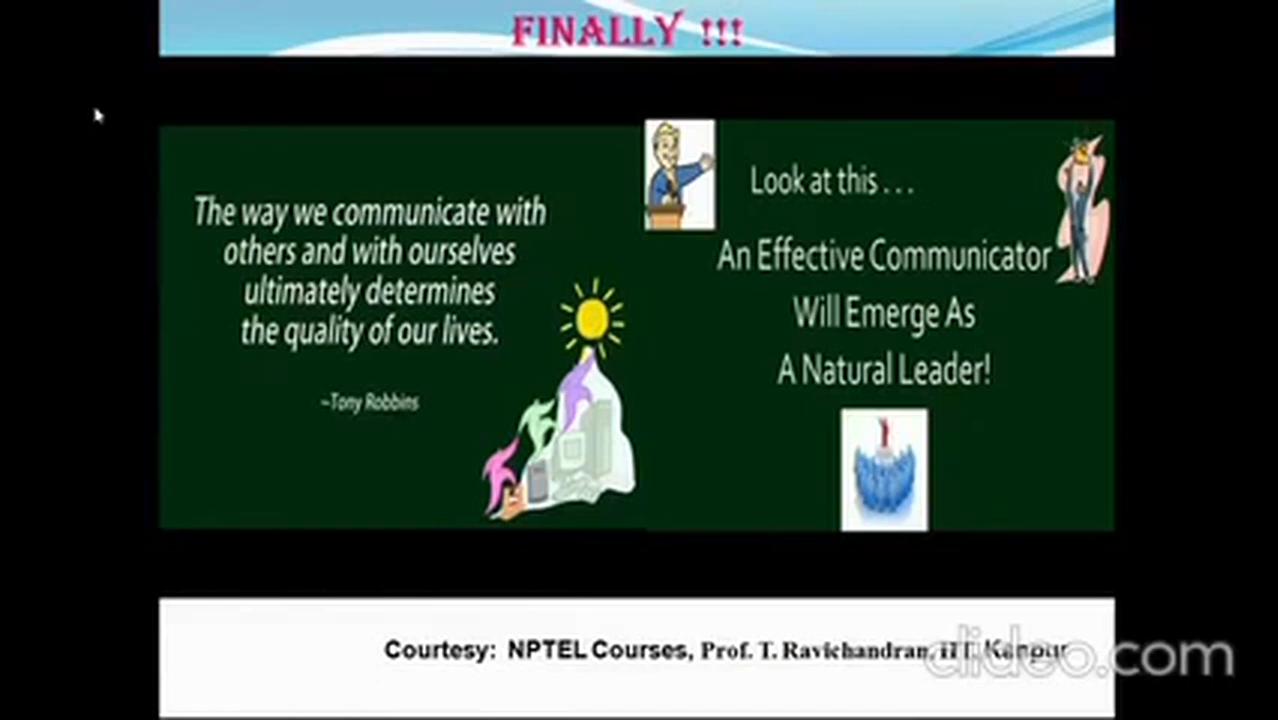 FINALLY !!!
The way we communicate with
others and with ourselves
ultimately determines
the quality of our lives.
~Tony Robbins
Look at this . . .
An Effective Communicator
Will Emerge As
A Natural Leader!
Courtesy: NPTEL Courses, Prof. T. Ravichandran, IIT, Kanpur
clideo.com